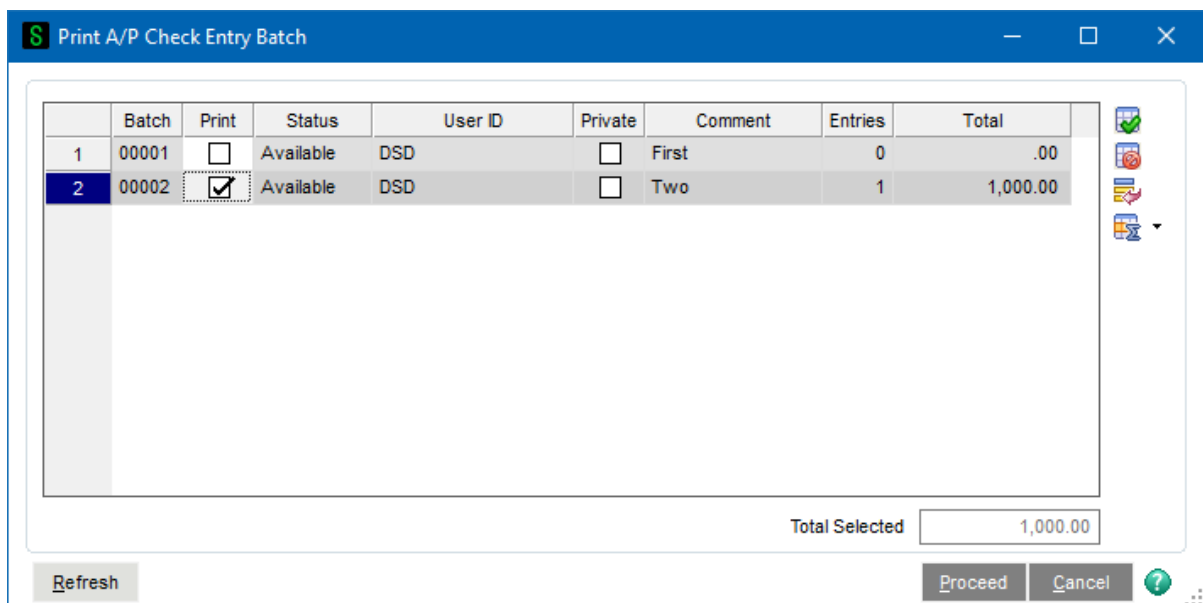 S Print A/P Check Entry Batch
Batch Print Status User ID Private Comment Entries Total
1 00001 Available DSD First 0 .00
2 00002 Available DSD Two 1 1,000.00
Total Selected 1,000.00
Refresh Proceed Cancel ?